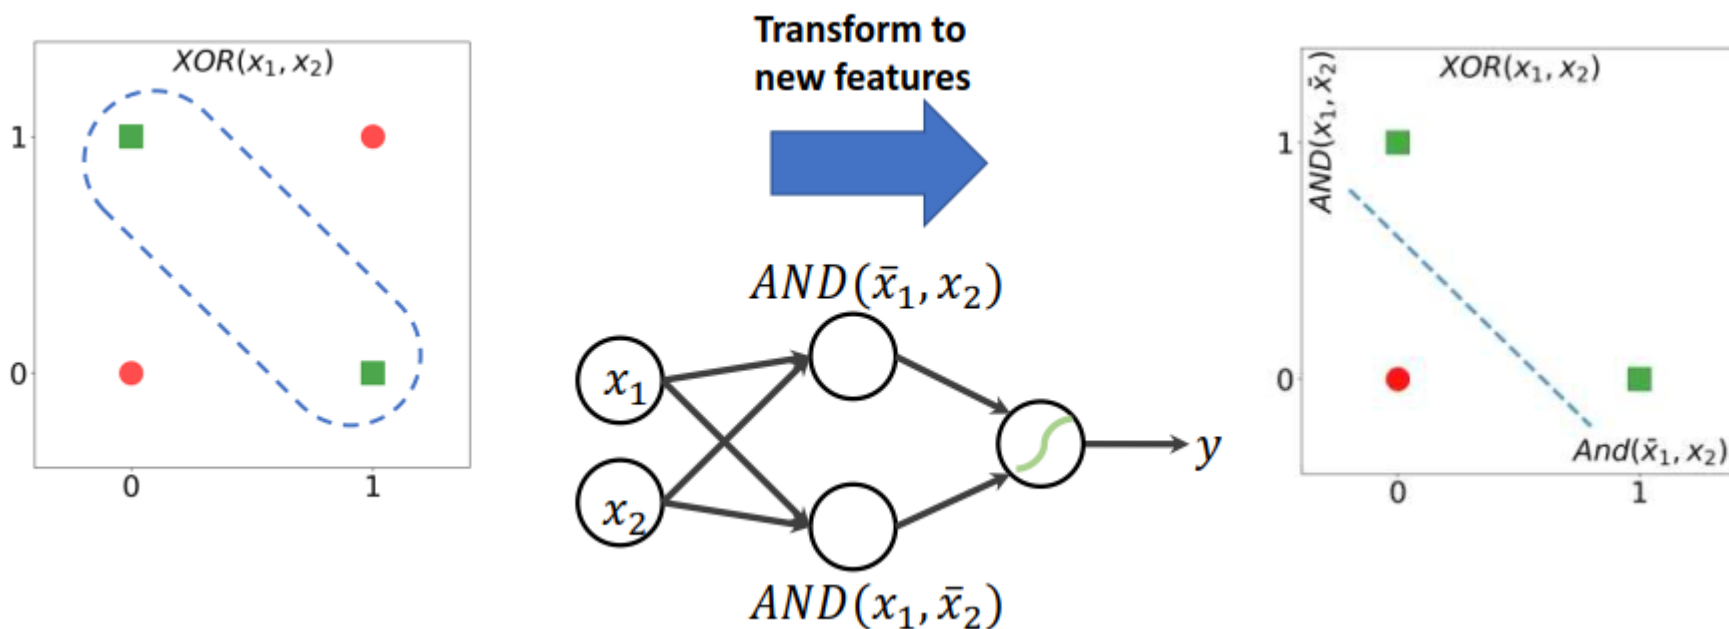 XOR(x₁, x₂)
1
0
0
1
Transform to
new features
AND(x̄₁, x₂)
x₁
x₂
y
AND(x₁, x̄₂)
XOR(x₁, x₂)
AND(x₁, x̄₂)
1
0
And(x̄₁, x₂)
0
1